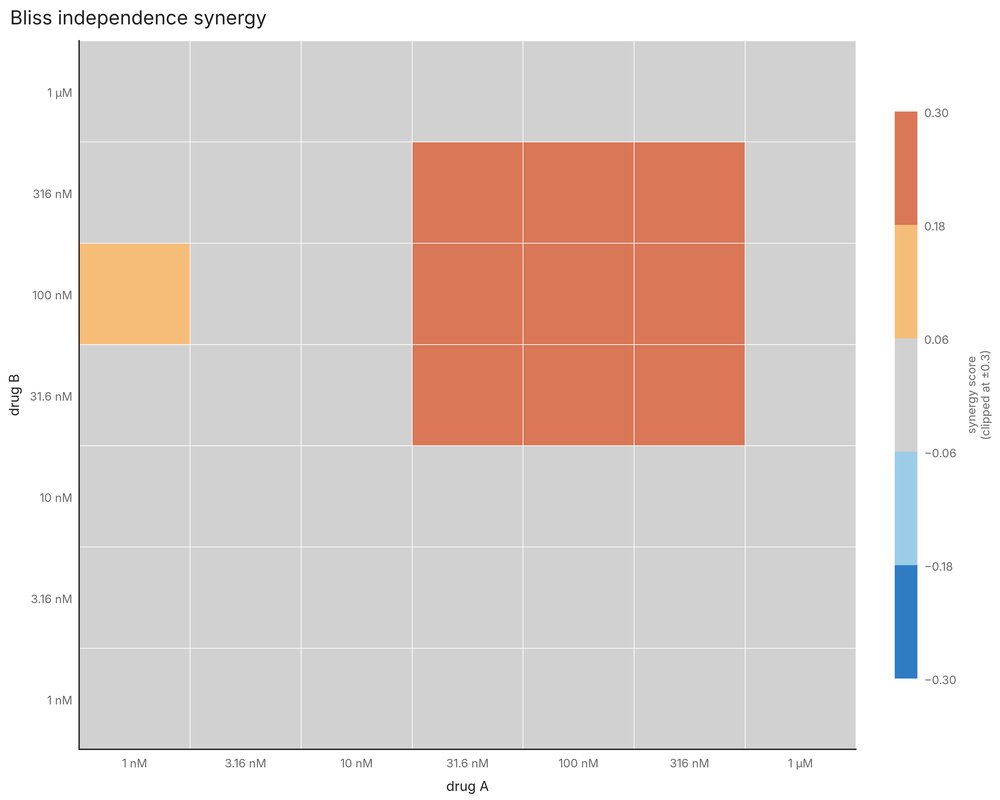 Bliss independence synergy
1 µM
316 nM
100 nM
31.6 nM
10 nM
3.16 nM
1 nM
drug B
1 nM
3.16 nM
10 nM
31.6 nM
100 nM
316 nM
1 µM
drug A
0.30
0.18
0.06
−0.06
−0.18
−0.30
synergy score
(clipped at ±0.3)